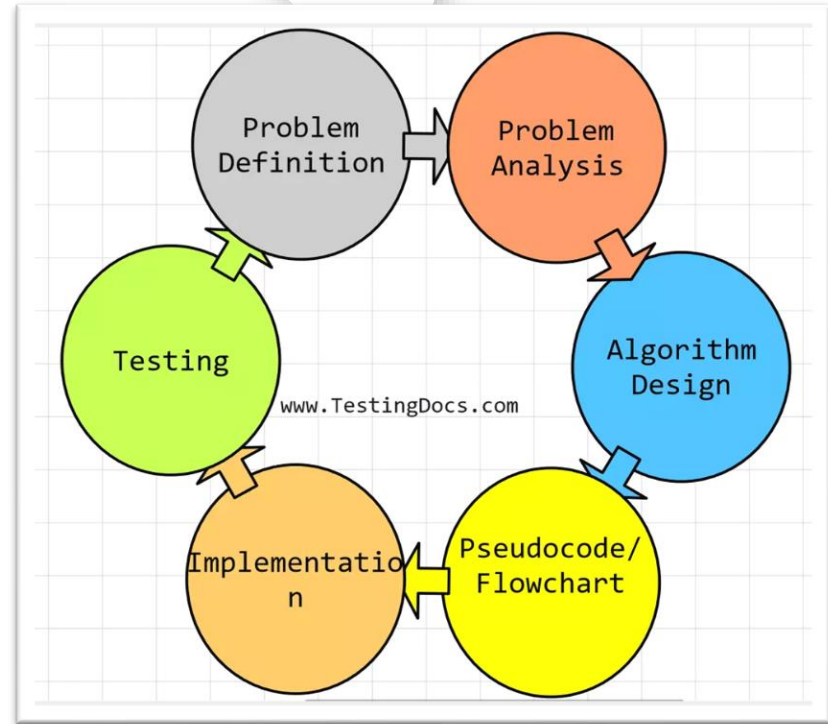 Problem
Definition
Problem
Analysis
Algorithm
Design
Pseudocode/
Flowchart
Implementatio
n
Testing
www.TestingDocs.com